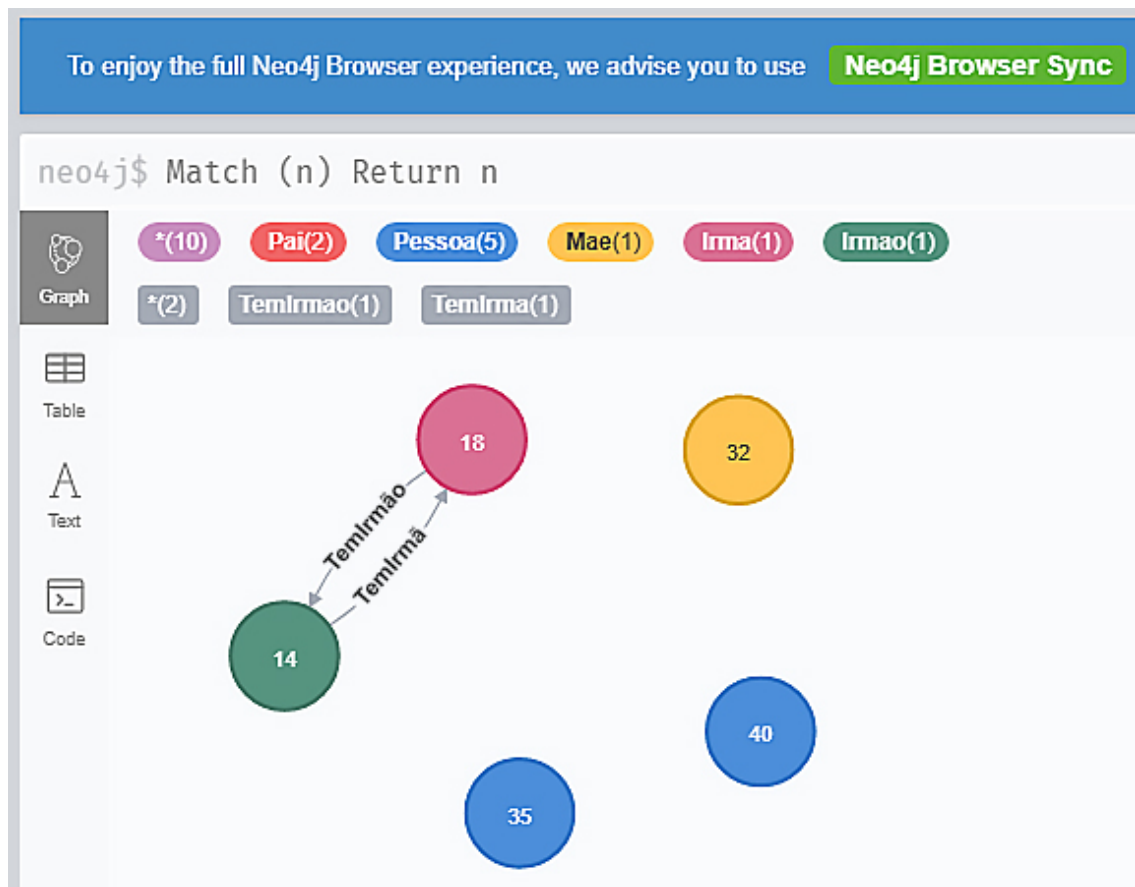 To enjoy the full Neo4j Browser experience, we advise you to use Neo4j Browser Sync
neo4j$ Match (n) Return n
*(10) Pai(2) Pessoa(5) Mae(1) Irma(1) Irmao(1)
Graph
*(2) TemIrmao(1) TemIrma(1)
Table
Text
Code
18
32
TemIrmão
TemIrmã
14
40
35